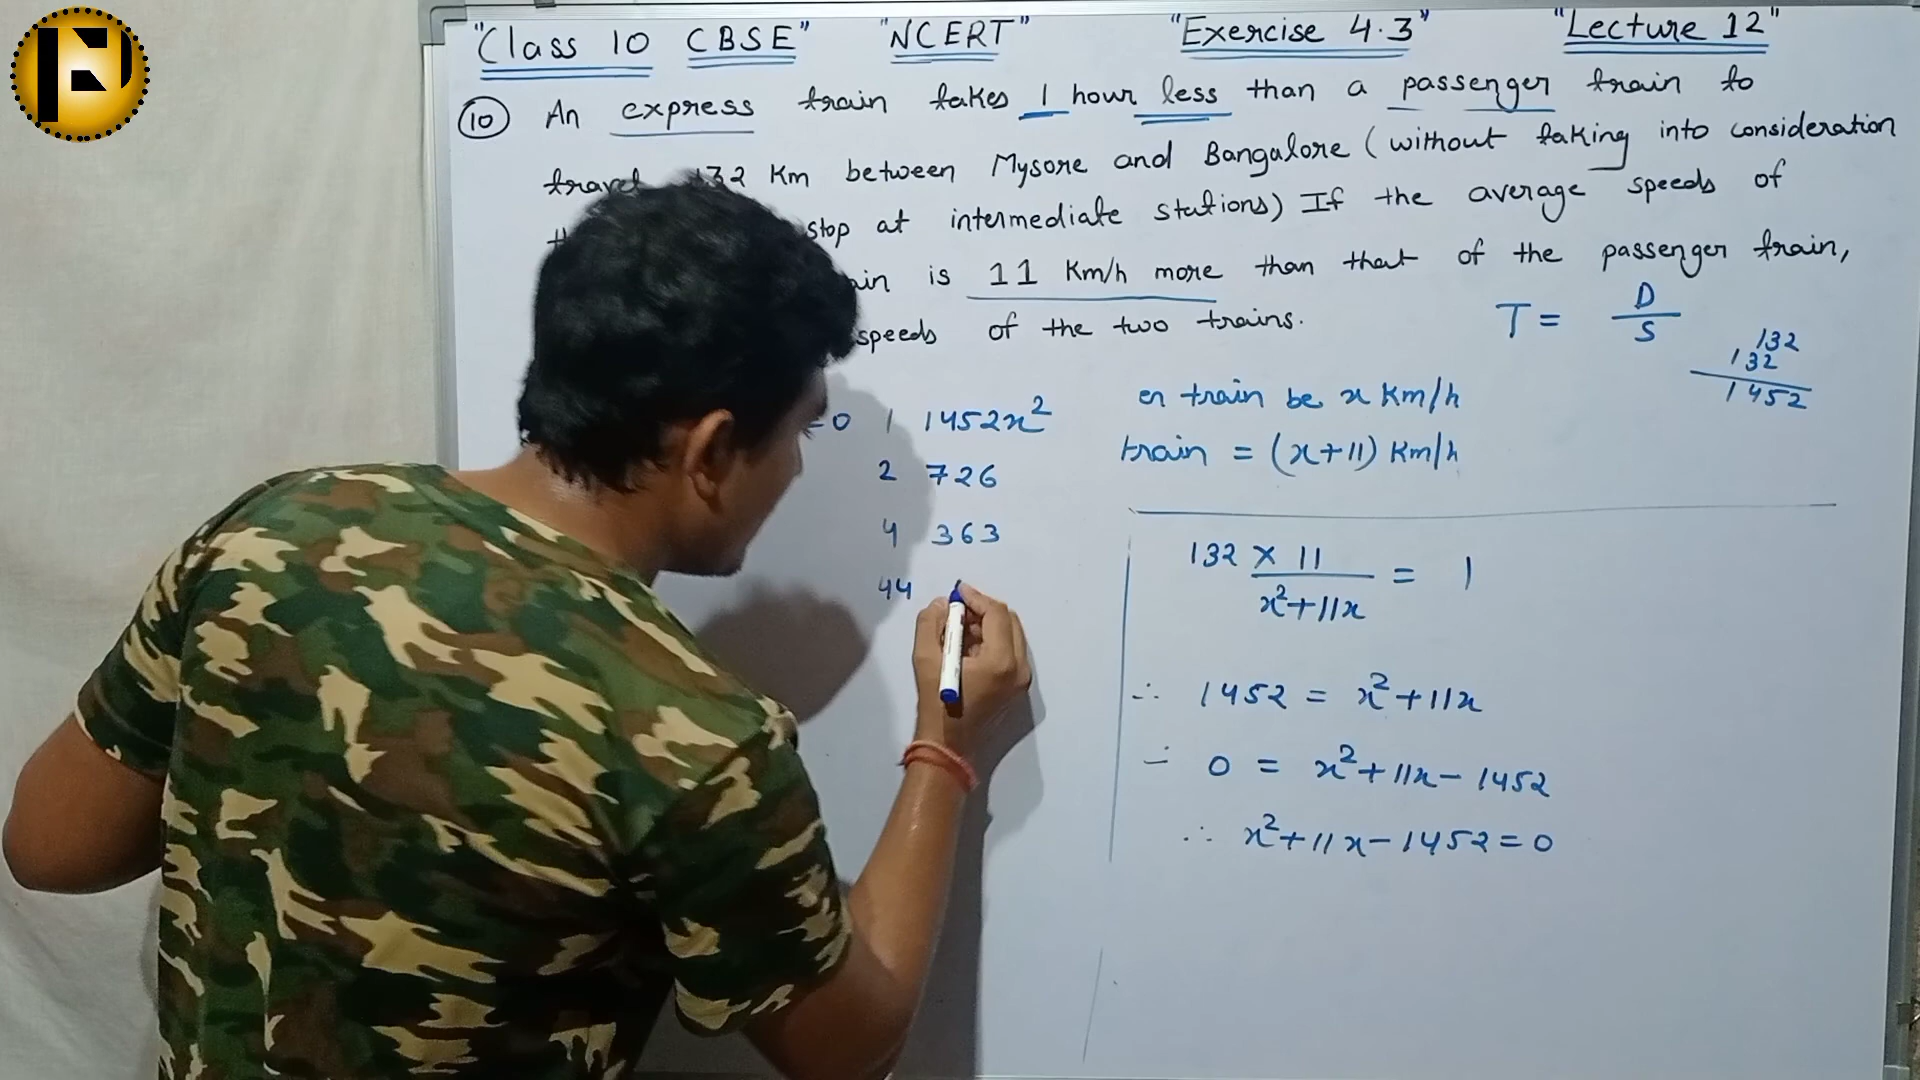 "Class 10 CBSE" "NCERT" "Exercise 4.3" "Lecture 12"
10 An express train takes 1 hour less than a passenger train to
132 Km between Mysore and Bangalore (without taking into consideration
stop at intermediate stations) If the average speeds of
is 11 Km/h more than that of the passenger train,
speeds of the two trains.
T = D/S
132
132
1452
er train be x Km/h
train = (x+11) Km/h
=0 1 1452x²
2 726
4 363
44
132 × 11 / x²+11x = 1
∴ 1452 = x²+11x
0 = x²+11x-1452
∴ x²+11x-1452=0